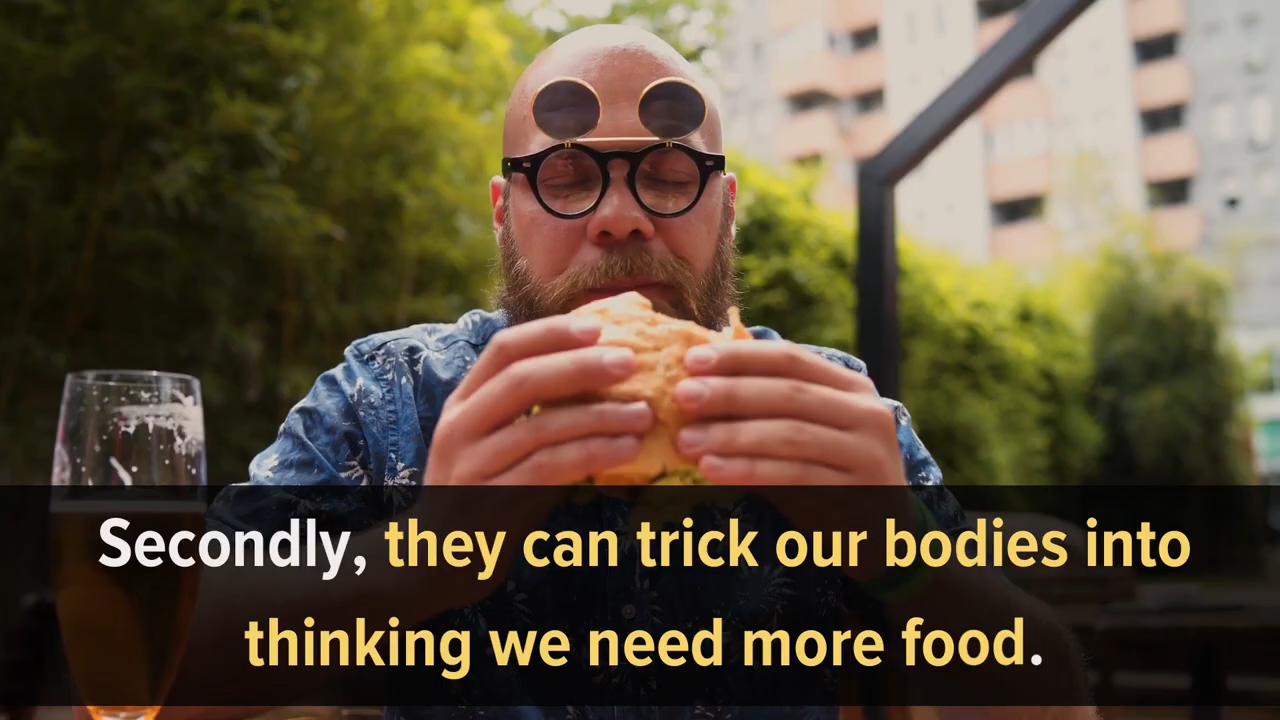 Secondly, they can trick our bodies into
thinking we need more food.